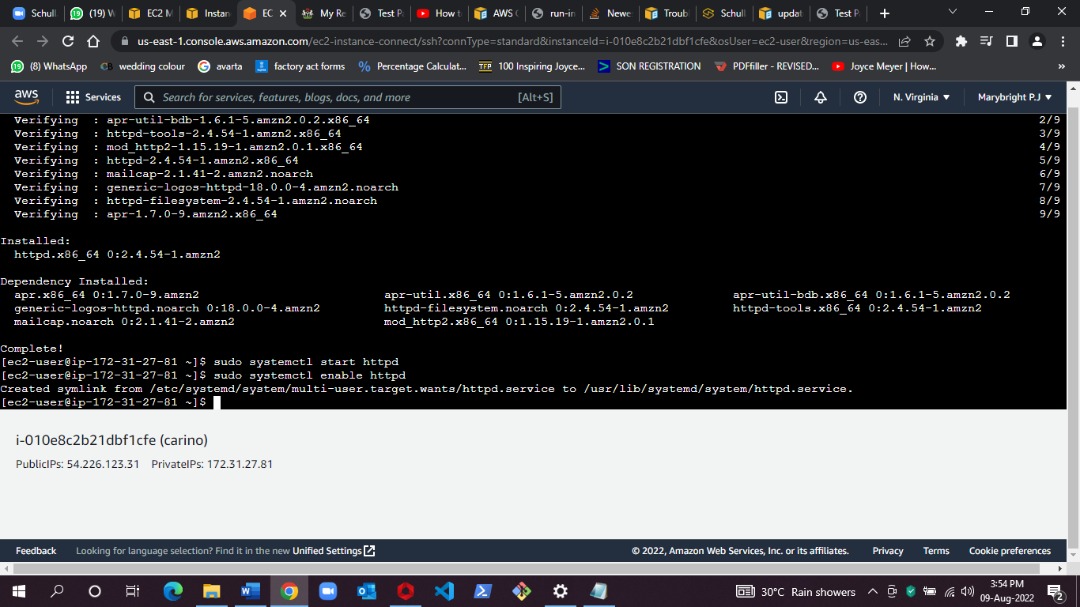 Schull
(19) W
EC2 M
Instan
EC
My Re
Test P
How t
AWS C
run-in
Newe
Troub
Schull
updat
Test P
us-east-1.console.aws.amazon.com/ec2-instance-connect/ssh?connType=standard&instanceId=i-010e8c2b21dbf1cfe&osUser=ec2-user&region=us-eas...
(8) WhatsApp
wedding colour
avarta
factory act forms
Percentage Calculat...
100 Inspiring Joyce...
SON REGISTRATION
PDFfiller - REVISED...
Joyce Meyer | How...
»
aws
Services
Search for services, features, blogs, docs, and more [Alt+S]
N. Virginia ▼
Marybright P.J ▼
Verifying : apr-util-bdb-1.6.1-5.amzn2.0.2.x86_64 2/9
Verifying : httpd-tools-2.4.54-1.amzn2.x86_64 3/9
Verifying : mod_http2-1.15.19-1.amzn2.0.1.x86_64 4/9
Verifying : httpd-2.4.54-1.amzn2.x86_64 5/9
Verifying : mailcap-2.1.41-2.amzn2.noarch 6/9
Verifying : generic-logos-httpd-18.0.0-4.amzn2.noarch 7/9
Verifying : httpd-filesystem-2.4.54-1.amzn2.noarch 8/9
Verifying : apr-1.7.0-9.amzn2.x86_64 9/9
Installed:
httpd.x86_64 0:2.4.54-1.amzn2
Dependency Installed:
apr.x86_64 0:1.7.0-9.amzn2 apr-util.x86_64 0:1.6.1-5.amzn2.0.2 apr-util-bdb.x86_64 0:1.6.1-5.amzn2.0.2
generic-logos-httpd.noarch 0:18.0.0-4.amzn2 httpd-filesystem.noarch 0:2.4.54-1.amzn2 httpd-tools.x86_64 0:2.4.54-1.amzn2
mailcap.noarch 0:2.1.41-2.amzn2 mod_http2.x86_64 0:1.15.19-1.amzn2.0.1
Complete!
[ec2-user@ip-172-31-27-81 ~]$ sudo systemctl start httpd
[ec2-user@ip-172-31-27-81 ~]$ sudo systemctl enable httpd
Created symlink from /etc/systemd/system/multi-user.target.wants/httpd.service to /usr/lib/systemd/system/httpd.service.
[ec2-user@ip-172-31-27-81 ~]$
i-010e8c2b21dbf1cfe (carino)
PublicIPs: 54.226.123.31 PrivateIPs: 172.31.27.81
Feedback
Looking for language selection? Find it in the new Unified Settings
© 2022, Amazon Web Services, Inc. or its affiliates.
Privacy
Terms
Cookie preferences
30°C Rain showers
3:54 PM
09-Aug-2022
2